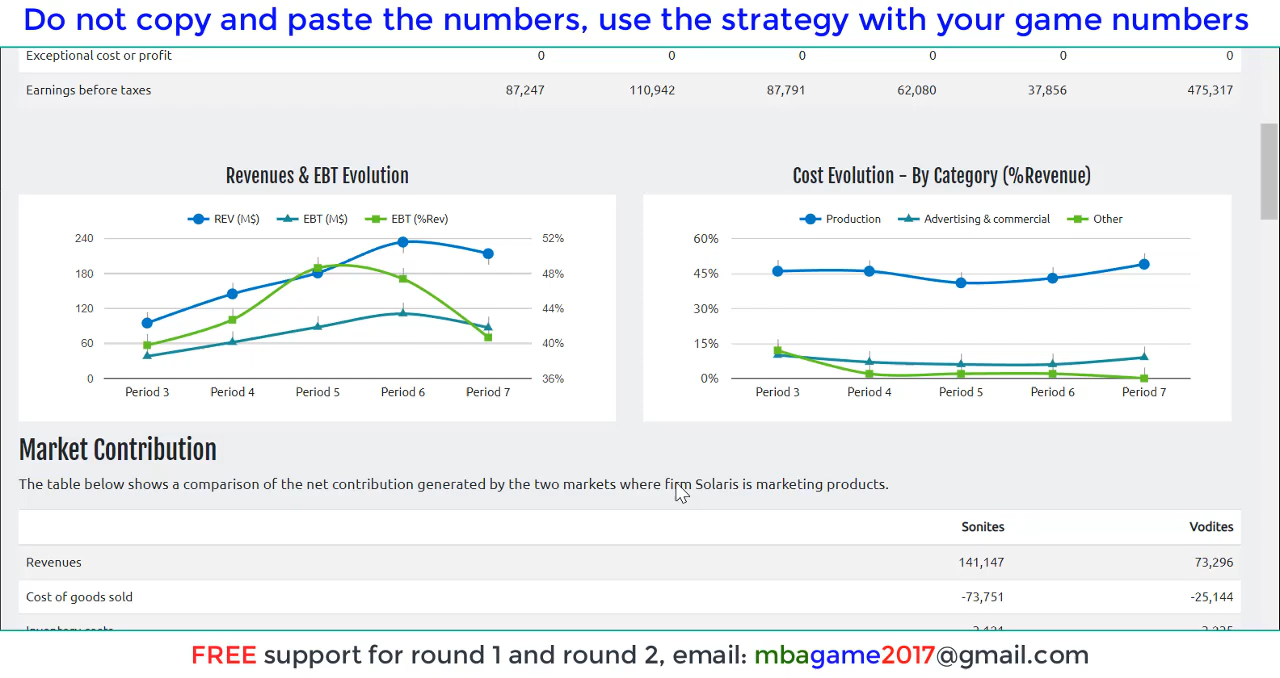 Do not copy and paste the numbers, use the strategy with your game numbers
Exceptional cost or profit 0 0 0 0 0 0
Earnings before taxes 87,247 110,942 87,791 62,080 37,856 475,317
Revenues & EBT Evolution
REV (M$) EBT (M$) EBT (%Rev)
240 52%
180 48%
120 44%
60 40%
0 36%
Period 3 Period 4 Period 5 Period 6 Period 7
Cost Evolution - By Category (%Revenue)
Production Advertising & commercial Other
60%
45%
30%
15%
0%
Period 3 Period 4 Period 5 Period 6 Period 7
Market Contribution
The table below shows a comparison of the net contribution generated by the two markets where firm Solaris is marketing products.
Sonites Vodites
Revenues 141,147 73,296
Cost of goods sold -73,751 -25,144
FREE support for round 1 and round 2, email: mbagame2017@gmail.com